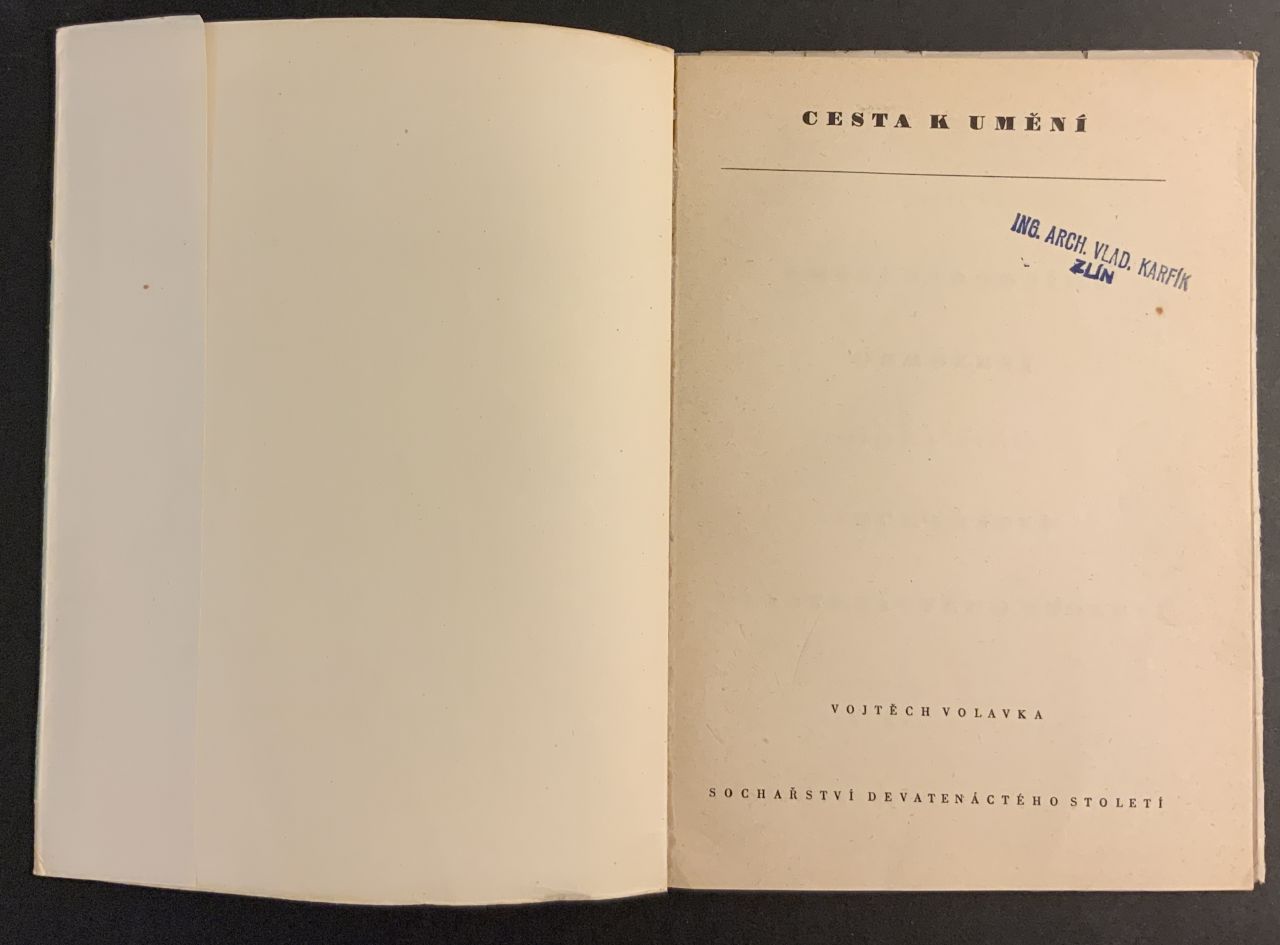 CESTA K UMĚNÍ
ING. ARCH. VLAD. KARFÍK
ZLÍN
VOJTĚCH VOLAVKA
SOCHAŘSTVÍ DEVATENÁCTÉHO STOLETÍ